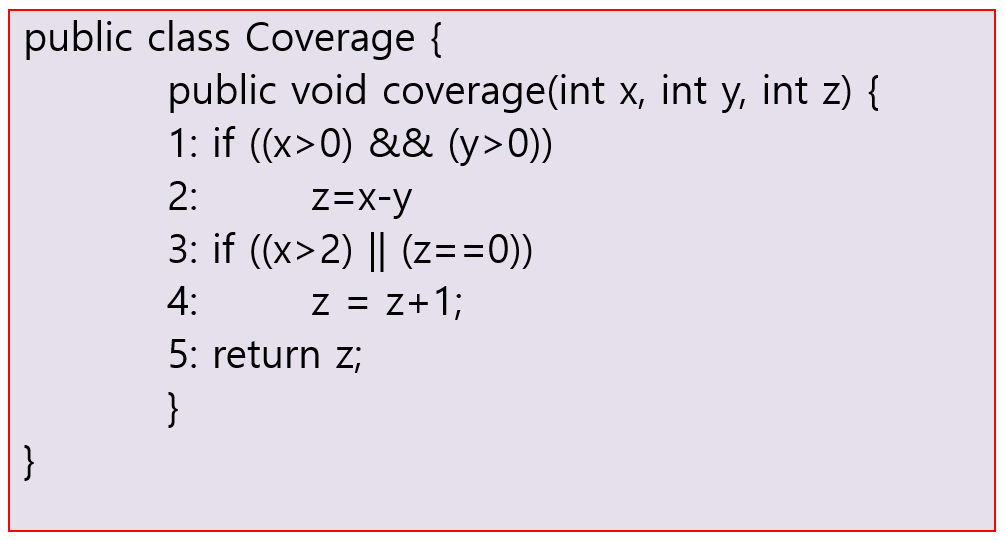 public class Coverage {
public void coverage(int x, int y, int z) {
1: if ((x>0) && (y>0))
2: z=x-y
3: if ((x>2) || (z==0))
4: z = z+1;
5: return z;
}
}